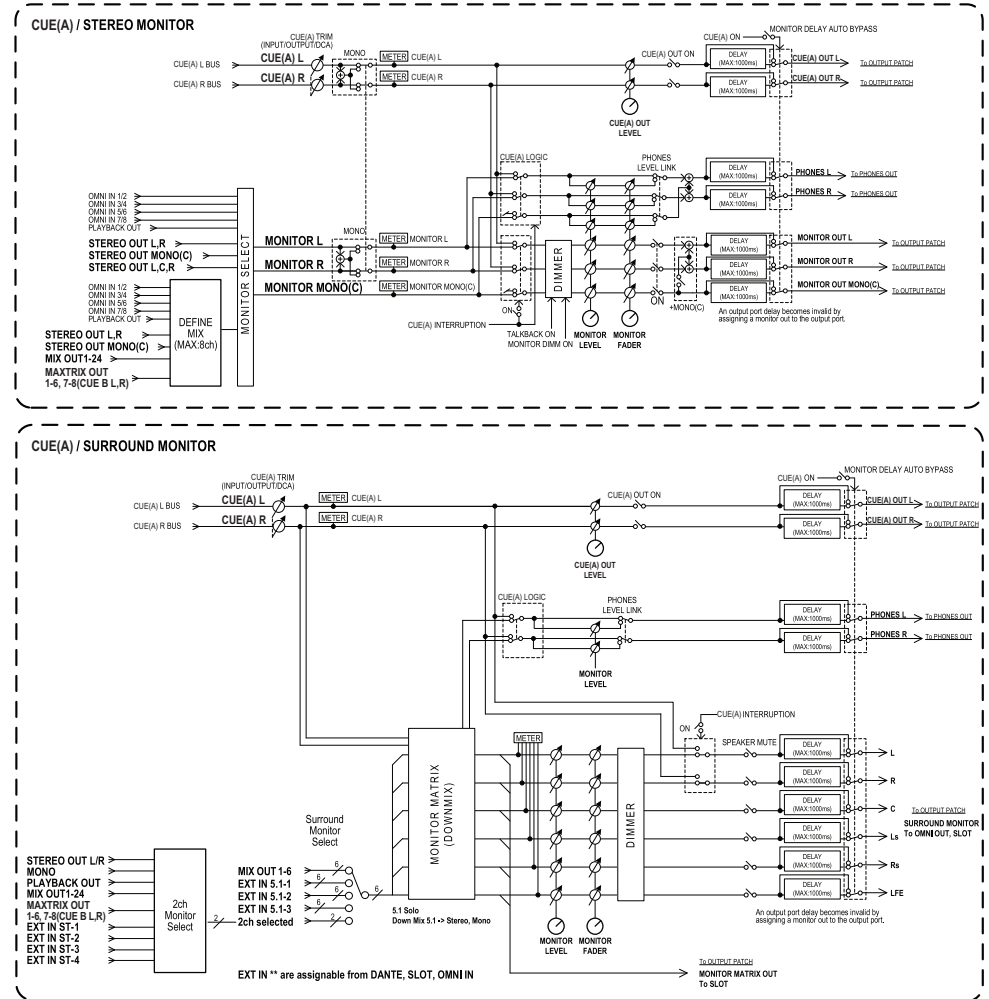 CUE(A) / STEREO MONITOR
CUE(A) TRIM
(INPUT/OUTPUT/DCA)
MONO
CUE(A) L BUS
CUE(A) L
METER CUE(A) L
CUE(A) R BUS
CUE(A) R
METER CUE(A) R
CUE(A) OUT ON
CUE(A) ON
MONITOR DELAY AUTO BYPASS
DELAY
(MAX:1000ms)
CUE(A) OUT L
To OUTPUT PATCH
DELAY
(MAX:1000ms)
CUE(A) OUT R
To OUTPUT PATCH
CUE(A) OUT
LEVEL
CUE(A) LOGIC
PHONES
LEVEL LINK
DELAY
(MAX:1000ms)
PHONES L
To PHONES OUT
DELAY
(MAX:1000ms)
PHONES R
To PHONES OUT
OMNI IN 1/2
OMNI IN 3/4
OMNI IN 5/6
OMNI IN 7/8
PLAYBACK OUT
STEREO OUT L,R
STEREO OUT MONO(C)
STEREO OUT L,C,R
OMNI IN 1/2
OMNI IN 3/4
OMNI IN 5/6
OMNI IN 7/8
PLAYBACK OUT
STEREO OUT L,R
STEREO OUT MONO(C)
MIX OUT1-24
MAXTRIX OUT
1-6, 7-8(CUE B L,R)
DEFINE
MIX
(MAX:8ch)
MONITOR SELECT
MONO
MONITOR L
METER MONITOR L
MONITOR R
METER MONITOR R
MONITOR MONO(C)
METER MONITOR MONO(C)
ON
CUE(A) INTERRUPTION
DIMMER
TALKBACK ON
MONITOR DIMM ON
MONITOR
LEVEL
MONITOR
FADER
ON
+MONO(C)
DELAY
(MAX:1000ms)
MONITOR OUT L
To OUTPUT PATCH
DELAY
(MAX:1000ms)
MONITOR OUT R
To OUTPUT PATCH
DELAY
(MAX:1000ms)
MONITOR OUT MONO(C)
To OUTPUT PATCH
An output port delay becomes invalid by
assigning a monitor out to the output port.
CUE(A) / SURROUND MONITOR
CUE(A) TRIM
(INPUT/OUTPUT/DCA)
CUE(A) L BUS
CUE(A) L
METER CUE(A) L
CUE(A) R BUS
CUE(A) R
METER CUE(A) R
CUE(A) OUT ON
CUE(A) ON
MONITOR DELAY AUTO BYPASS
DELAY
(MAX:1000ms)
CUE(A) OUT L
To OUTPUT PATCH
DELAY
(MAX:1000ms)
CUE(A) OUT R
To OUTPUT PATCH
CUE(A) OUT
LEVEL
CUE(A) LOGIC
PHONES
LEVEL LINK
DELAY
(MAX:1000ms)
PHONES L
To PHONES OUT
DELAY
(MAX:1000ms)
PHONES R
To PHONES OUT
MONITOR
LEVEL
CUE(A) INTERRUPTION
ON
METER
SPEAKER MUTE
MONITOR MATRIX
(DOWNMIX)
DIMMER
DELAY
(MAX:1000ms)
L
DELAY
(MAX:1000ms)
R
DELAY
(MAX:1000ms)
C
To OUTPUT PATCH
SURROUND MONITOR
To OMNI OUT, SLOT
DELAY
(MAX:1000ms)
Ls
DELAY
(MAX:1000ms)
Rs
DELAY
(MAX:1000ms)
LFE
Surround
Monitor
Select
STEREO OUT L/R
MONO
PLAYBACK OUT
MIX OUT1-24
MAXTRIX OUT
1-6, 7-8(CUE B L,R)
EXT IN ST-1
EXT IN ST-2
EXT IN ST-3
EXT IN ST-4
2ch
Monitor
Select
2
MIX OUT 1-6
6
EXT IN 5.1-1
6
EXT IN 5.1-2
6
EXT IN 5.1-3
6
2ch selected
2
6
5.1 Solo
Down Mix 5.1 -> Stereo, Mono
MONITOR
LEVEL
MONITOR
FADER
An output port delay becomes invalid by
assigning a monitor out to the output port.
To OUTPUT PATCH
MONITOR MATRIX OUT
To SLOT
EXT IN ** are assignable from DANTE, SLOT, OMNI IN